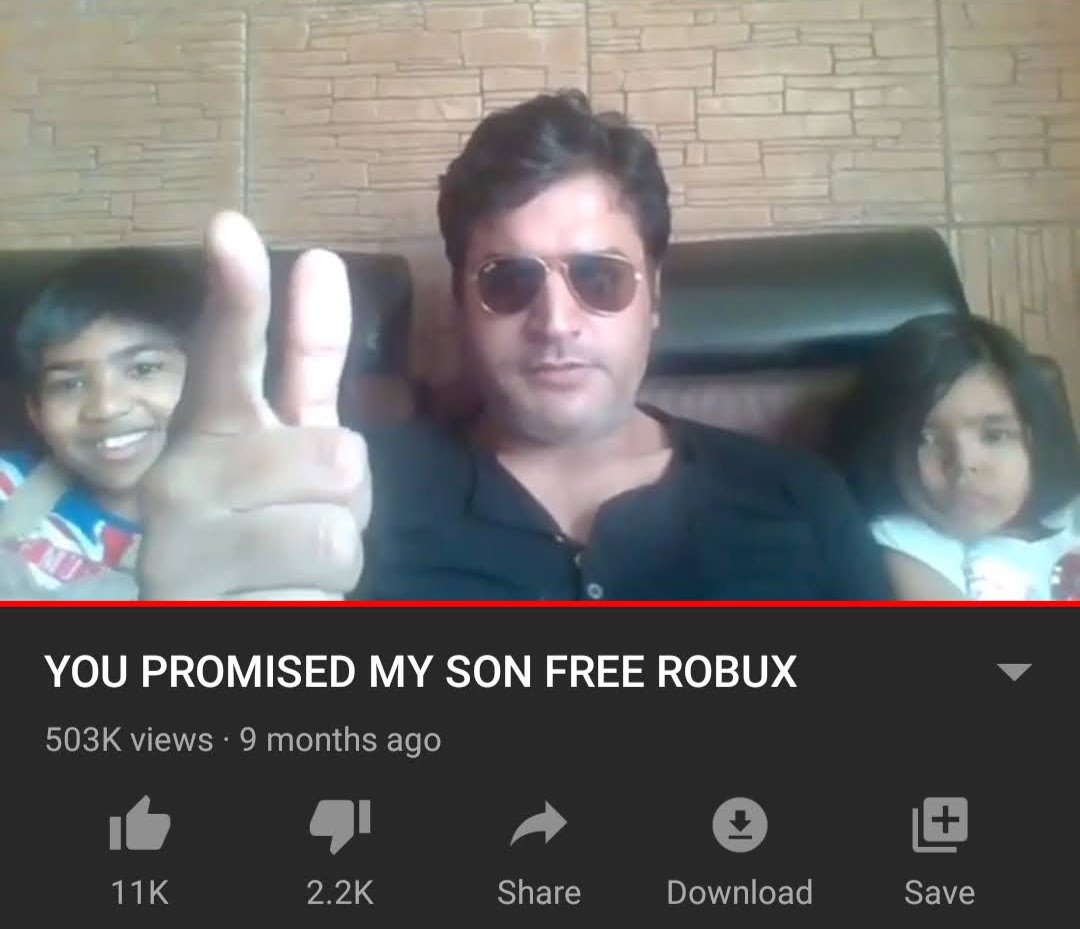 YOU PROMISED MY SON FREE ROBUX
503K views · 9 months ago
11K 2.2K Share Download Save